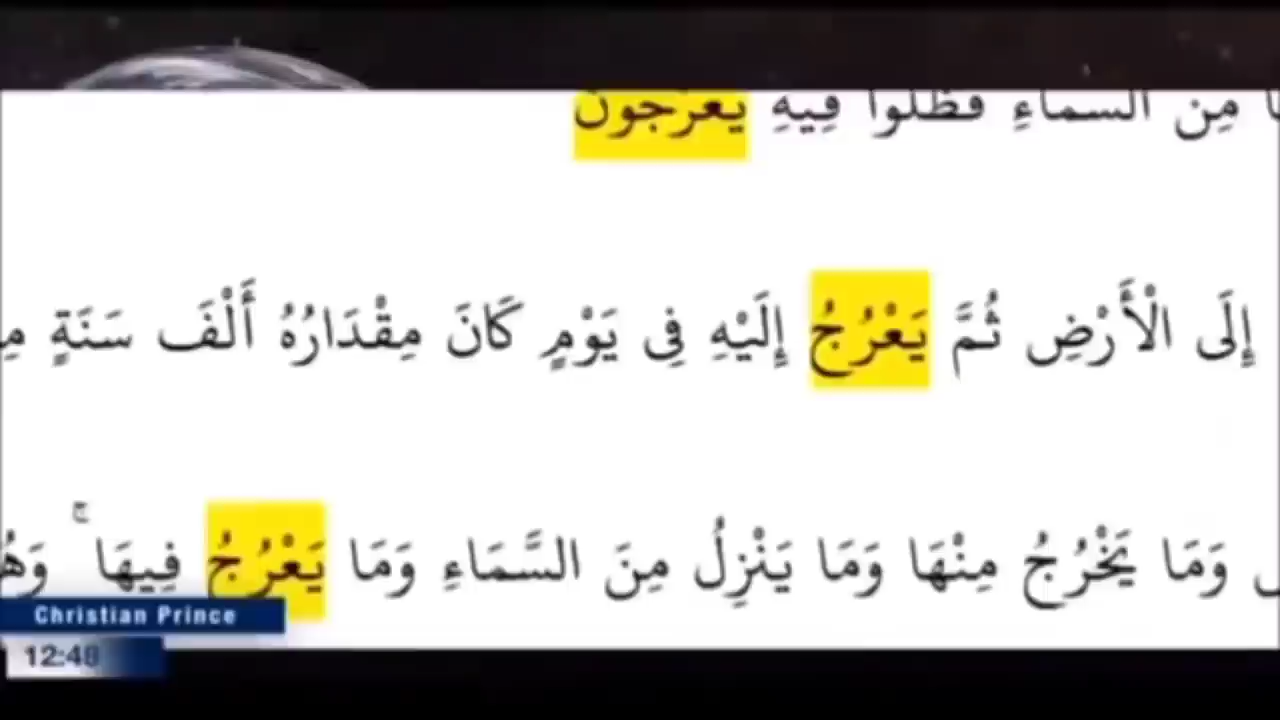 مِنَ السَّمَاءِ فَظَلُّوا فِيهِ يَعْرُجُونَ
إِلَى الْأَرْضِ ثُمَّ يَعْرُجُ إِلَيْهِ فِي يَوْمٍ كَانَ مِقْدَارُهُ أَلْفَ سَنَةٍ
وَمَا يَخْرُجُ مِنْهَا وَمَا يَنْزِلُ مِنَ السَّمَاءِ وَمَا يَعْرُجُ فِيهَا ۚ
Christian Prince
12:48